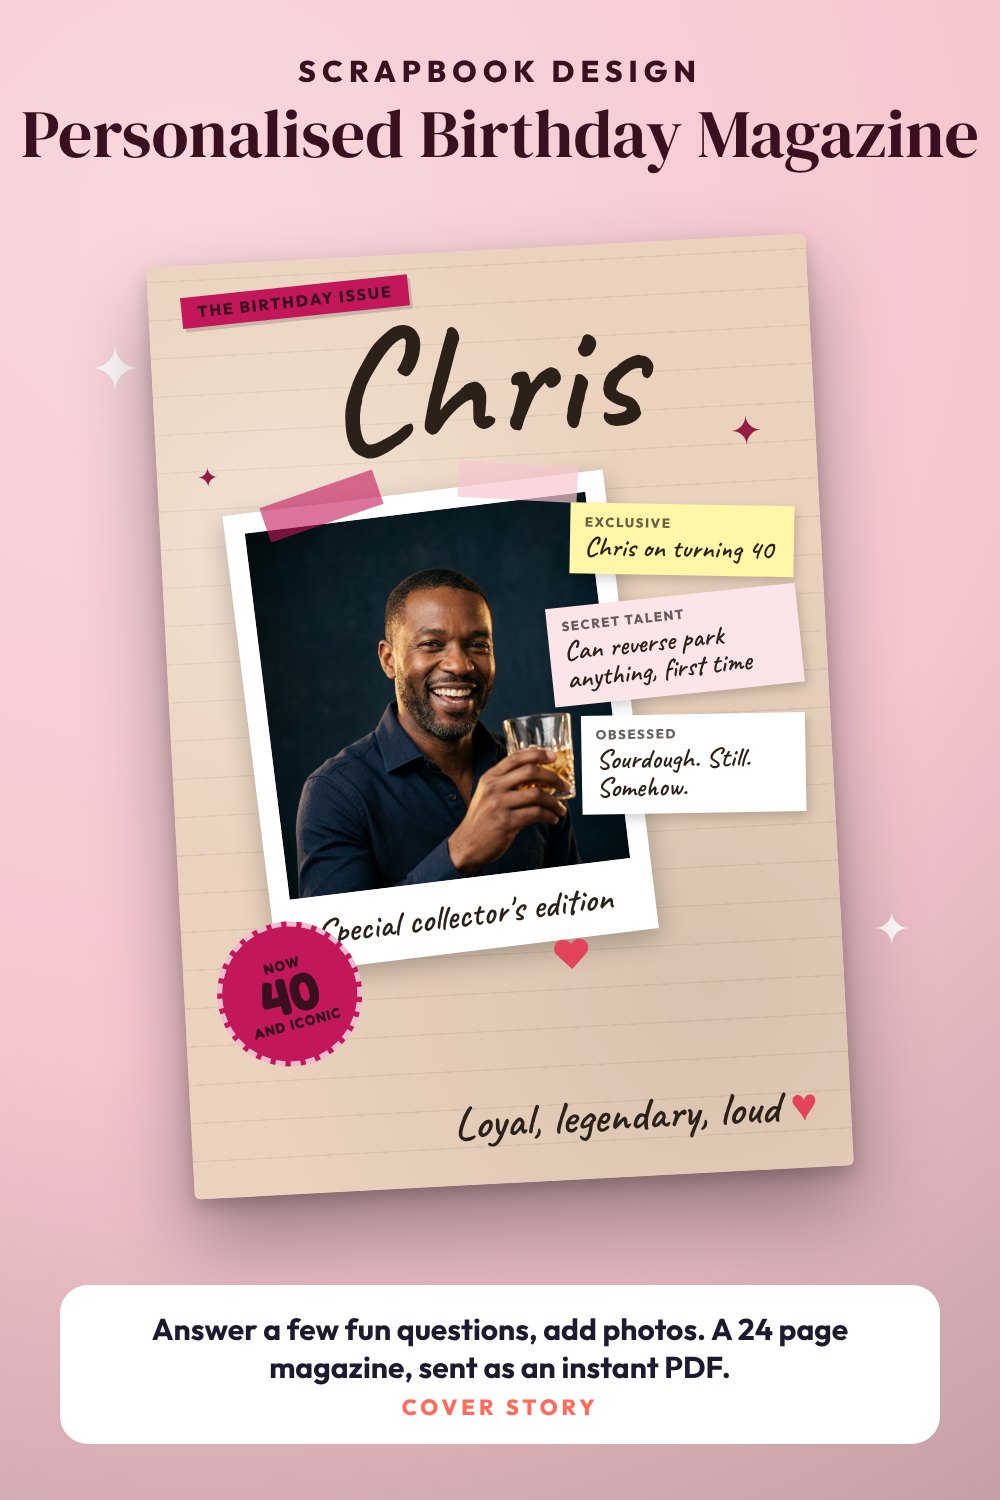 SCRAPBOOK DESIGN
Personalised Birthday Magazine
THE BIRTHDAY ISSUE
Chris
EXCLUSIVE
Chris on turning 40
SECRET TALENT
Can reverse park
anything, first time
OBSESSED
Sourdough. Still.
Somehow.
Special collector's edition
NOW
40
AND ICONIC
Loyal, legendary, loud ♥
Answer a few fun questions, add photos. A 24 page
magazine, sent as an instant PDF.
COVER STORY